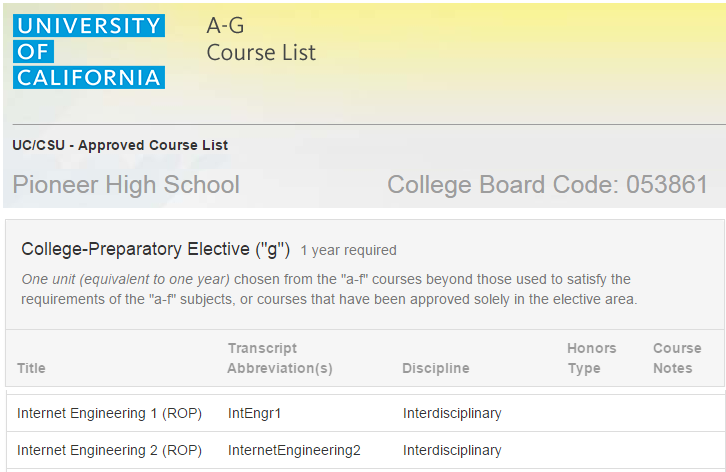 UNIVERSITY
OF
CALIFORNIA
A-G
Course List
UC/CSU - Approved Course List
Pioneer High School College Board Code: 053861
College-Preparatory Elective ("g") 1 year required
One unit (equivalent to one year) chosen from the "a-f" courses beyond those used to satisfy the
requirements of the "a-f" subjects, or courses that have been approved solely in the elective area.
Title Transcript Abbreviation(s) Discipline Honors Type Course Notes
Internet Engineering 1 (ROP) IntEngr1 Interdisciplinary
Internet Engineering 2 (ROP) InternetEngineering2 Interdisciplinary